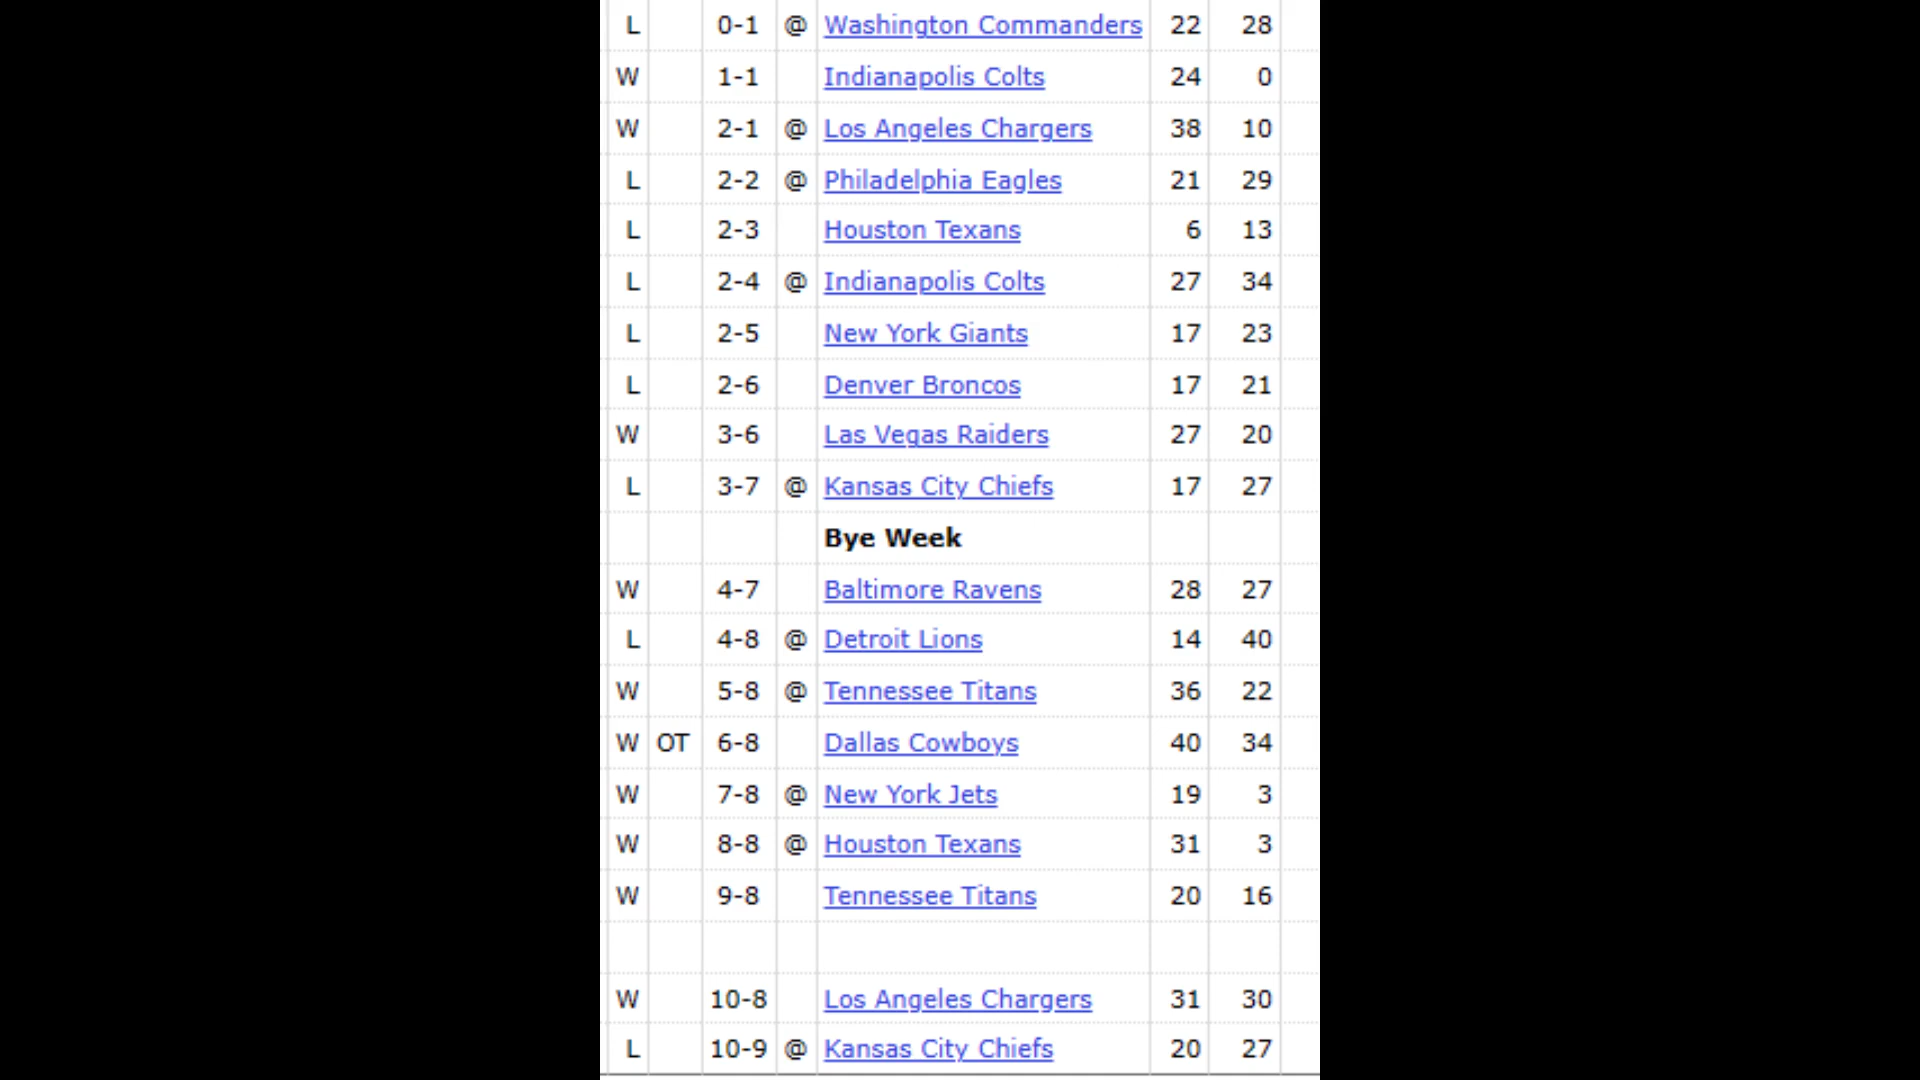 L 0-1 @ Washington Commanders 22 28
W 1-1 Indianapolis Colts 24 0
W 2-1 @ Los Angeles Chargers 38 10
L 2-2 @ Philadelphia Eagles 21 29
L 2-3 Houston Texans 6 13
L 2-4 @ Indianapolis Colts 27 34
L 2-5 New York Giants 17 23
L 2-6 Denver Broncos 17 21
W 3-6 Las Vegas Raiders 27 20
L 3-7 @ Kansas City Chiefs 17 27
Bye Week
W 4-7 Baltimore Ravens 28 27
L 4-8 @ Detroit Lions 14 40
W 5-8 @ Tennessee Titans 36 22
W OT 6-8 Dallas Cowboys 40 34
W 7-8 @ New York Jets 19 3
W 8-8 @ Houston Texans 31 3
W 9-8 Tennessee Titans 20 16
W 10-8 Los Angeles Chargers 31 30
L 10-9 @ Kansas City Chiefs 20 27